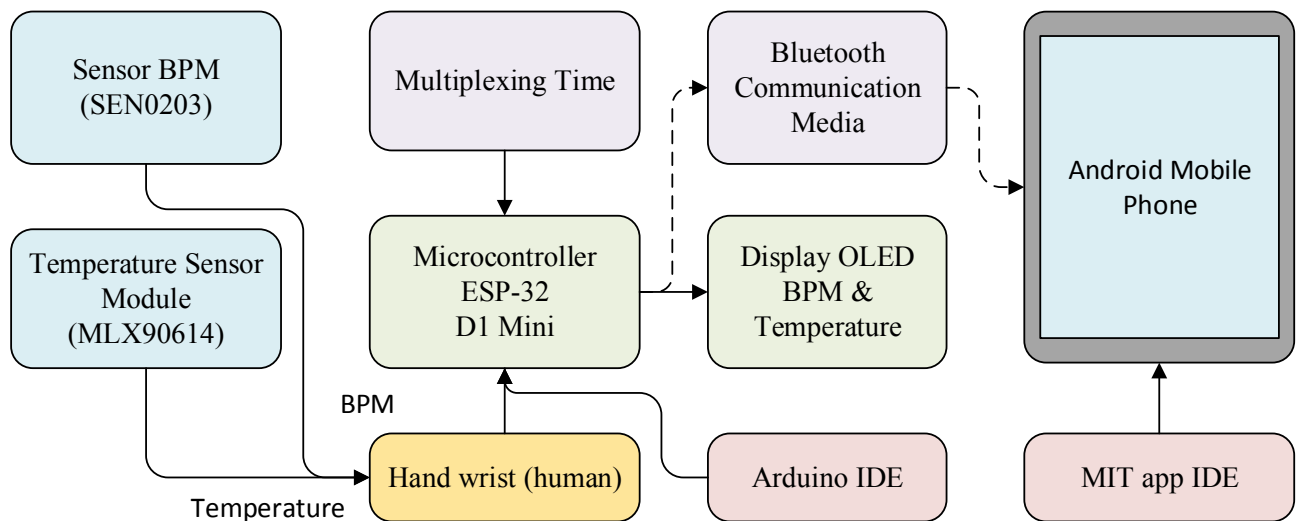 Sensor BPM
(SEN0203)
Multiplexing Time
Bluetooth
Communication
Media
Android Mobile
Phone
Temperature Sensor
Module
(MLX90614)
Microcontroller
ESP-32
D1 Mini
Display OLED
BPM &
Temperature
BPM
Hand wrist (human)
Arduino IDE
MIT app IDE
Temperature